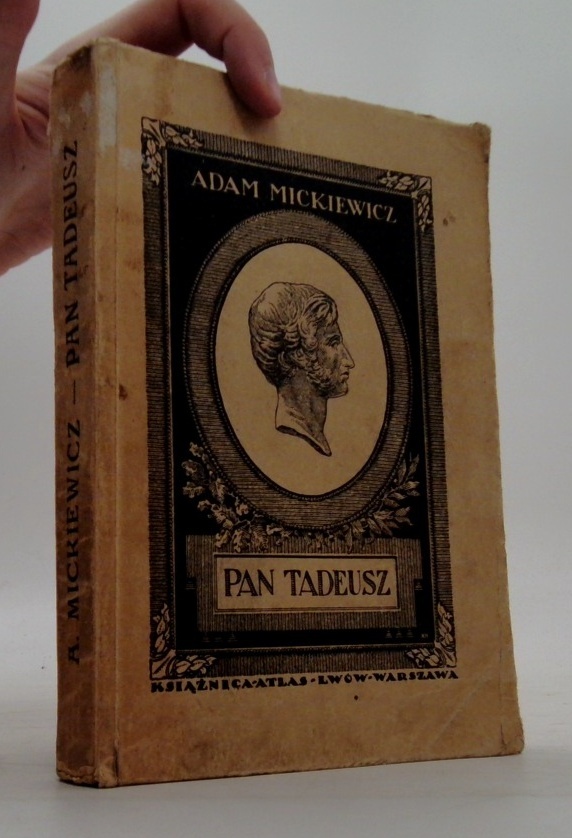 A. MICKIEWICZ — PAN TADEUSZ
ADAM MICKIEWICZ
PAN TADEUSZ
KSIĄŻNICA-ATLAS-LWÓW-WARSZAWA